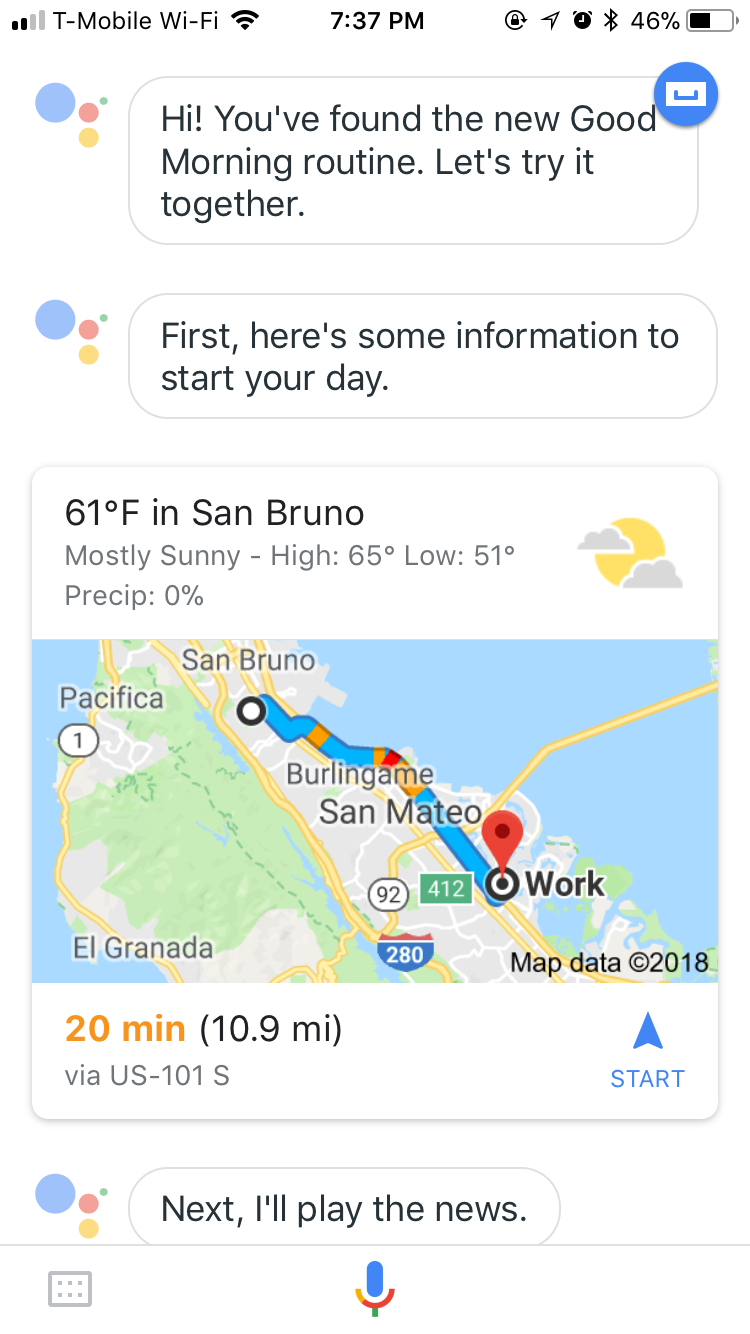 T-Mobile Wi-Fi 7:37 PM 46%
Hi! You've found the new Good
Morning routine. Let's try it
together.
First, here's some information to
start your day.
61°F in San Bruno
Mostly Sunny - High: 65° Low: 51°
Precip: 0%
San Bruno
Pacifica
1
Burlingame
San Mateo
92
412
Work
280
El Granada
Map data ©2018
20 min (10.9 mi)
via US-101 S
START
Next, I'll play the news.